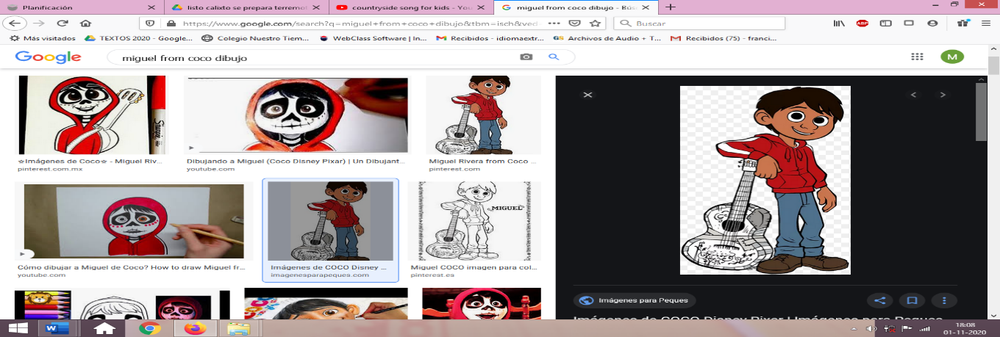 Planificación
listo calixto se prepara terremot
countryside song for kids - You
miguel from coco dibujo - Bús
https://www.google.com/search?q=miguel+from+coco+dibujo&tbm=isch&ved
Buscar
Más visitados
TEXTOS 2020 - Google...
Colegio Nuestro Tiem...
WebClass Software | In...
Recibidos - idiomaextr...
Archivos de Audio + T...
Recibidos (75) - franci...
Google
miguel from coco dibujo
M
☆Imágenes de Coco☆ - Miguel Riv...
pinterest.com.mx
Dibujando a Miguel (Coco Disney Pixar) | Un Dibujant...
youtube.com
Miguel Rivera from Coco ...
pinterest.com
MIGUEL
Cómo dibujar a Miguel de Coco? How to draw Miguel fr...
youtube.com
Imágenes de COCO Disney ...
imagenesparapeques.com
Miguel COCO imagen para col...
pinterest.es
Imágenes para Peques
Imágenes de COCO Disney Pixar | Imágenes para Peques
18:08
01-11-2020